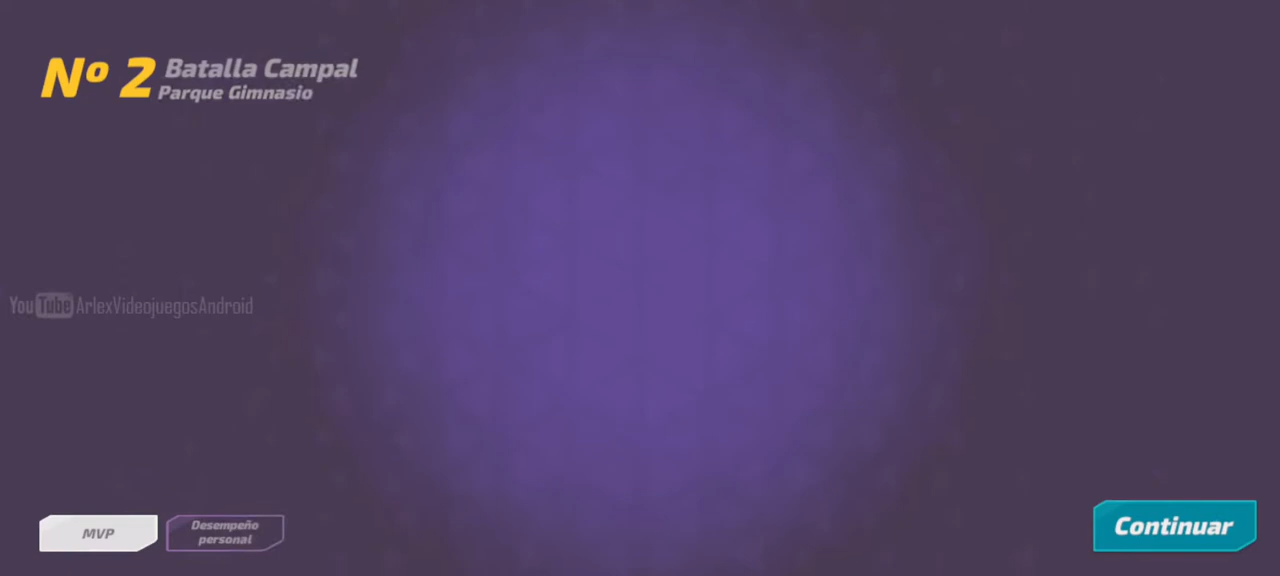 Nº 2 Batalla Campal
Parque Gimnasio
YouTube ArlexVideojuegosAndroid
MVP
Desempeño
personal
Continuar